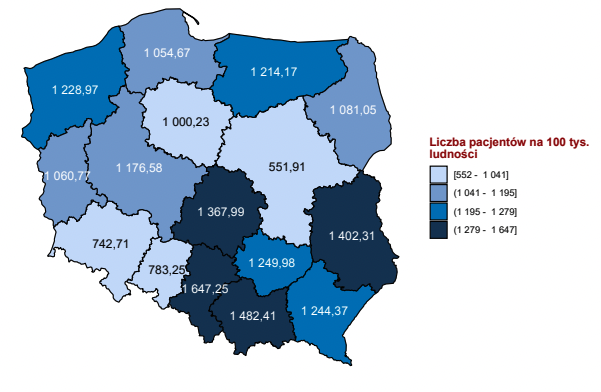 1 054,67
1 214,17
1 228,97
1 081,05
1 000,23
1 176,58
551,91
1 060,77
1 367,99
1 402,31
742,71
783,25
1 249,98
1 647,25
1 244,37
1 482,41
Liczba pacjentów na 100 tys.
ludności
[552 - 1 041]
(1 041 - 1 195]
(1 195 - 1 279]
(1 279 - 1 647]